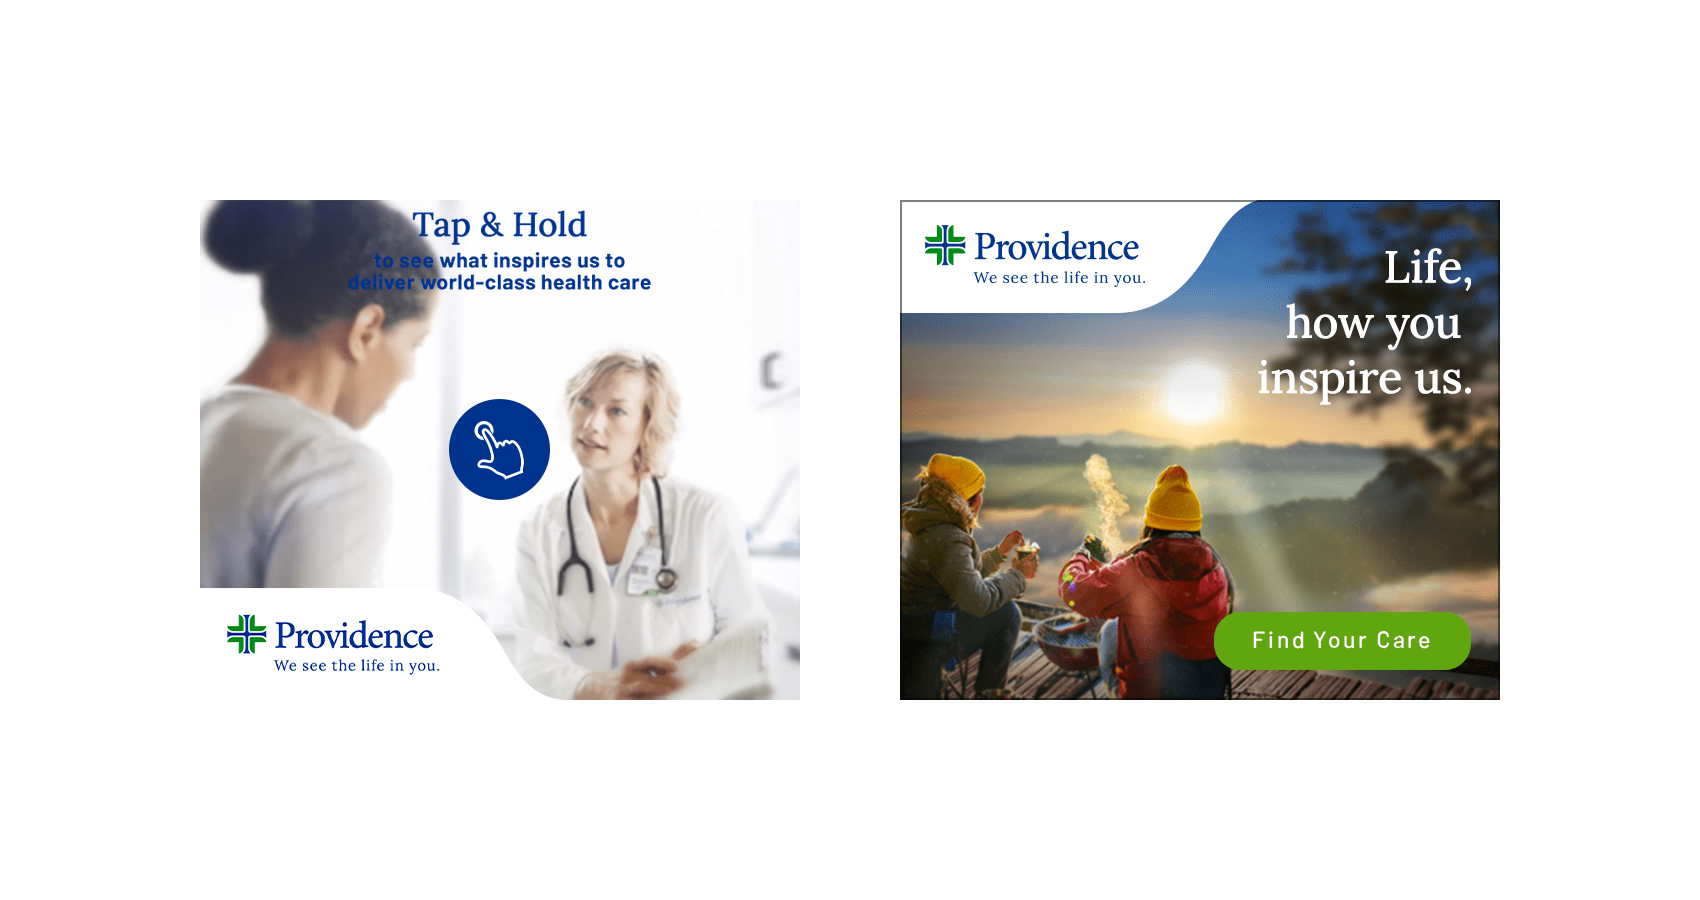 Tap & Hold
to see what inspires us to
deliver world-class health care
Providence
We see the life in you.
Providence
We see the life in you.
Life,
how you
inspire us.
Find Your Care